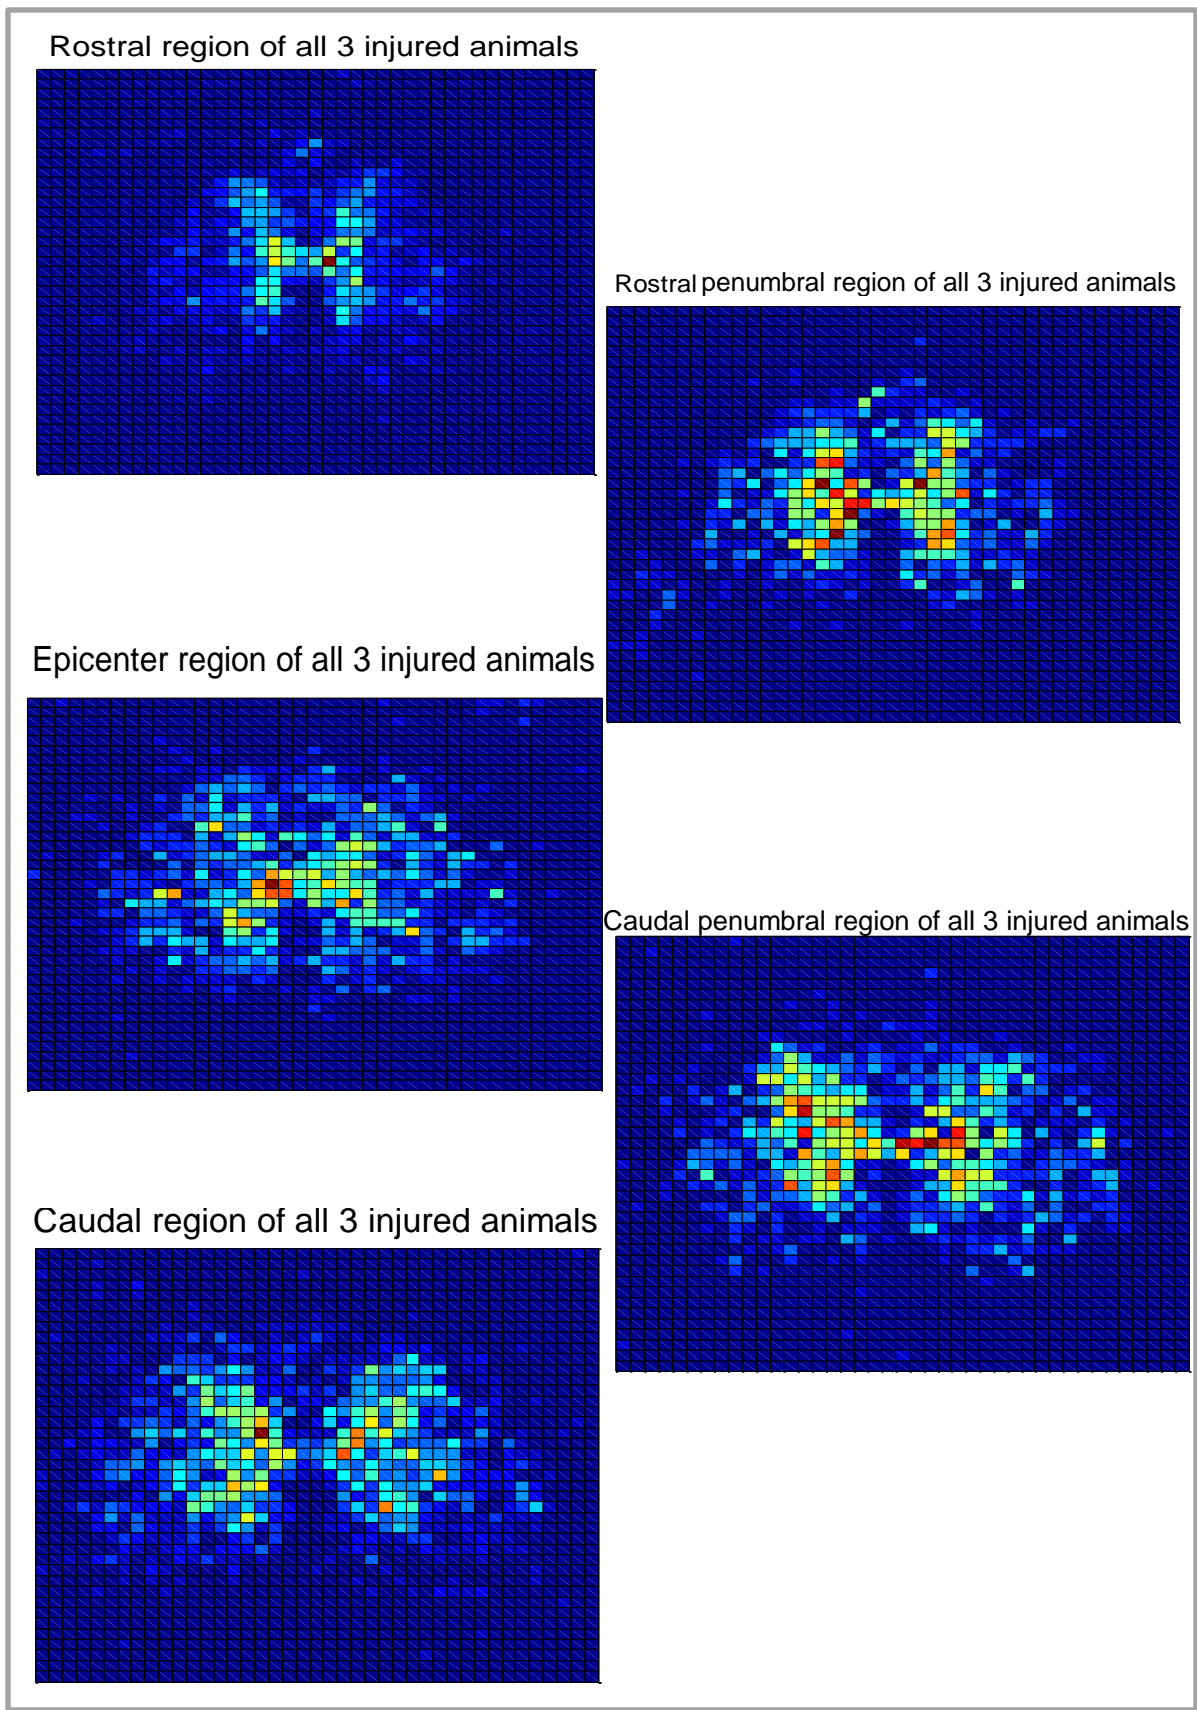 Rostral region of all 3 injured animals
Rostral penumbral region of all 3 injured animals
Epicenter region of all 3 injured animals
Caudal penumbral region of all 3 injured animals
Caudal region of all 3 injured animals